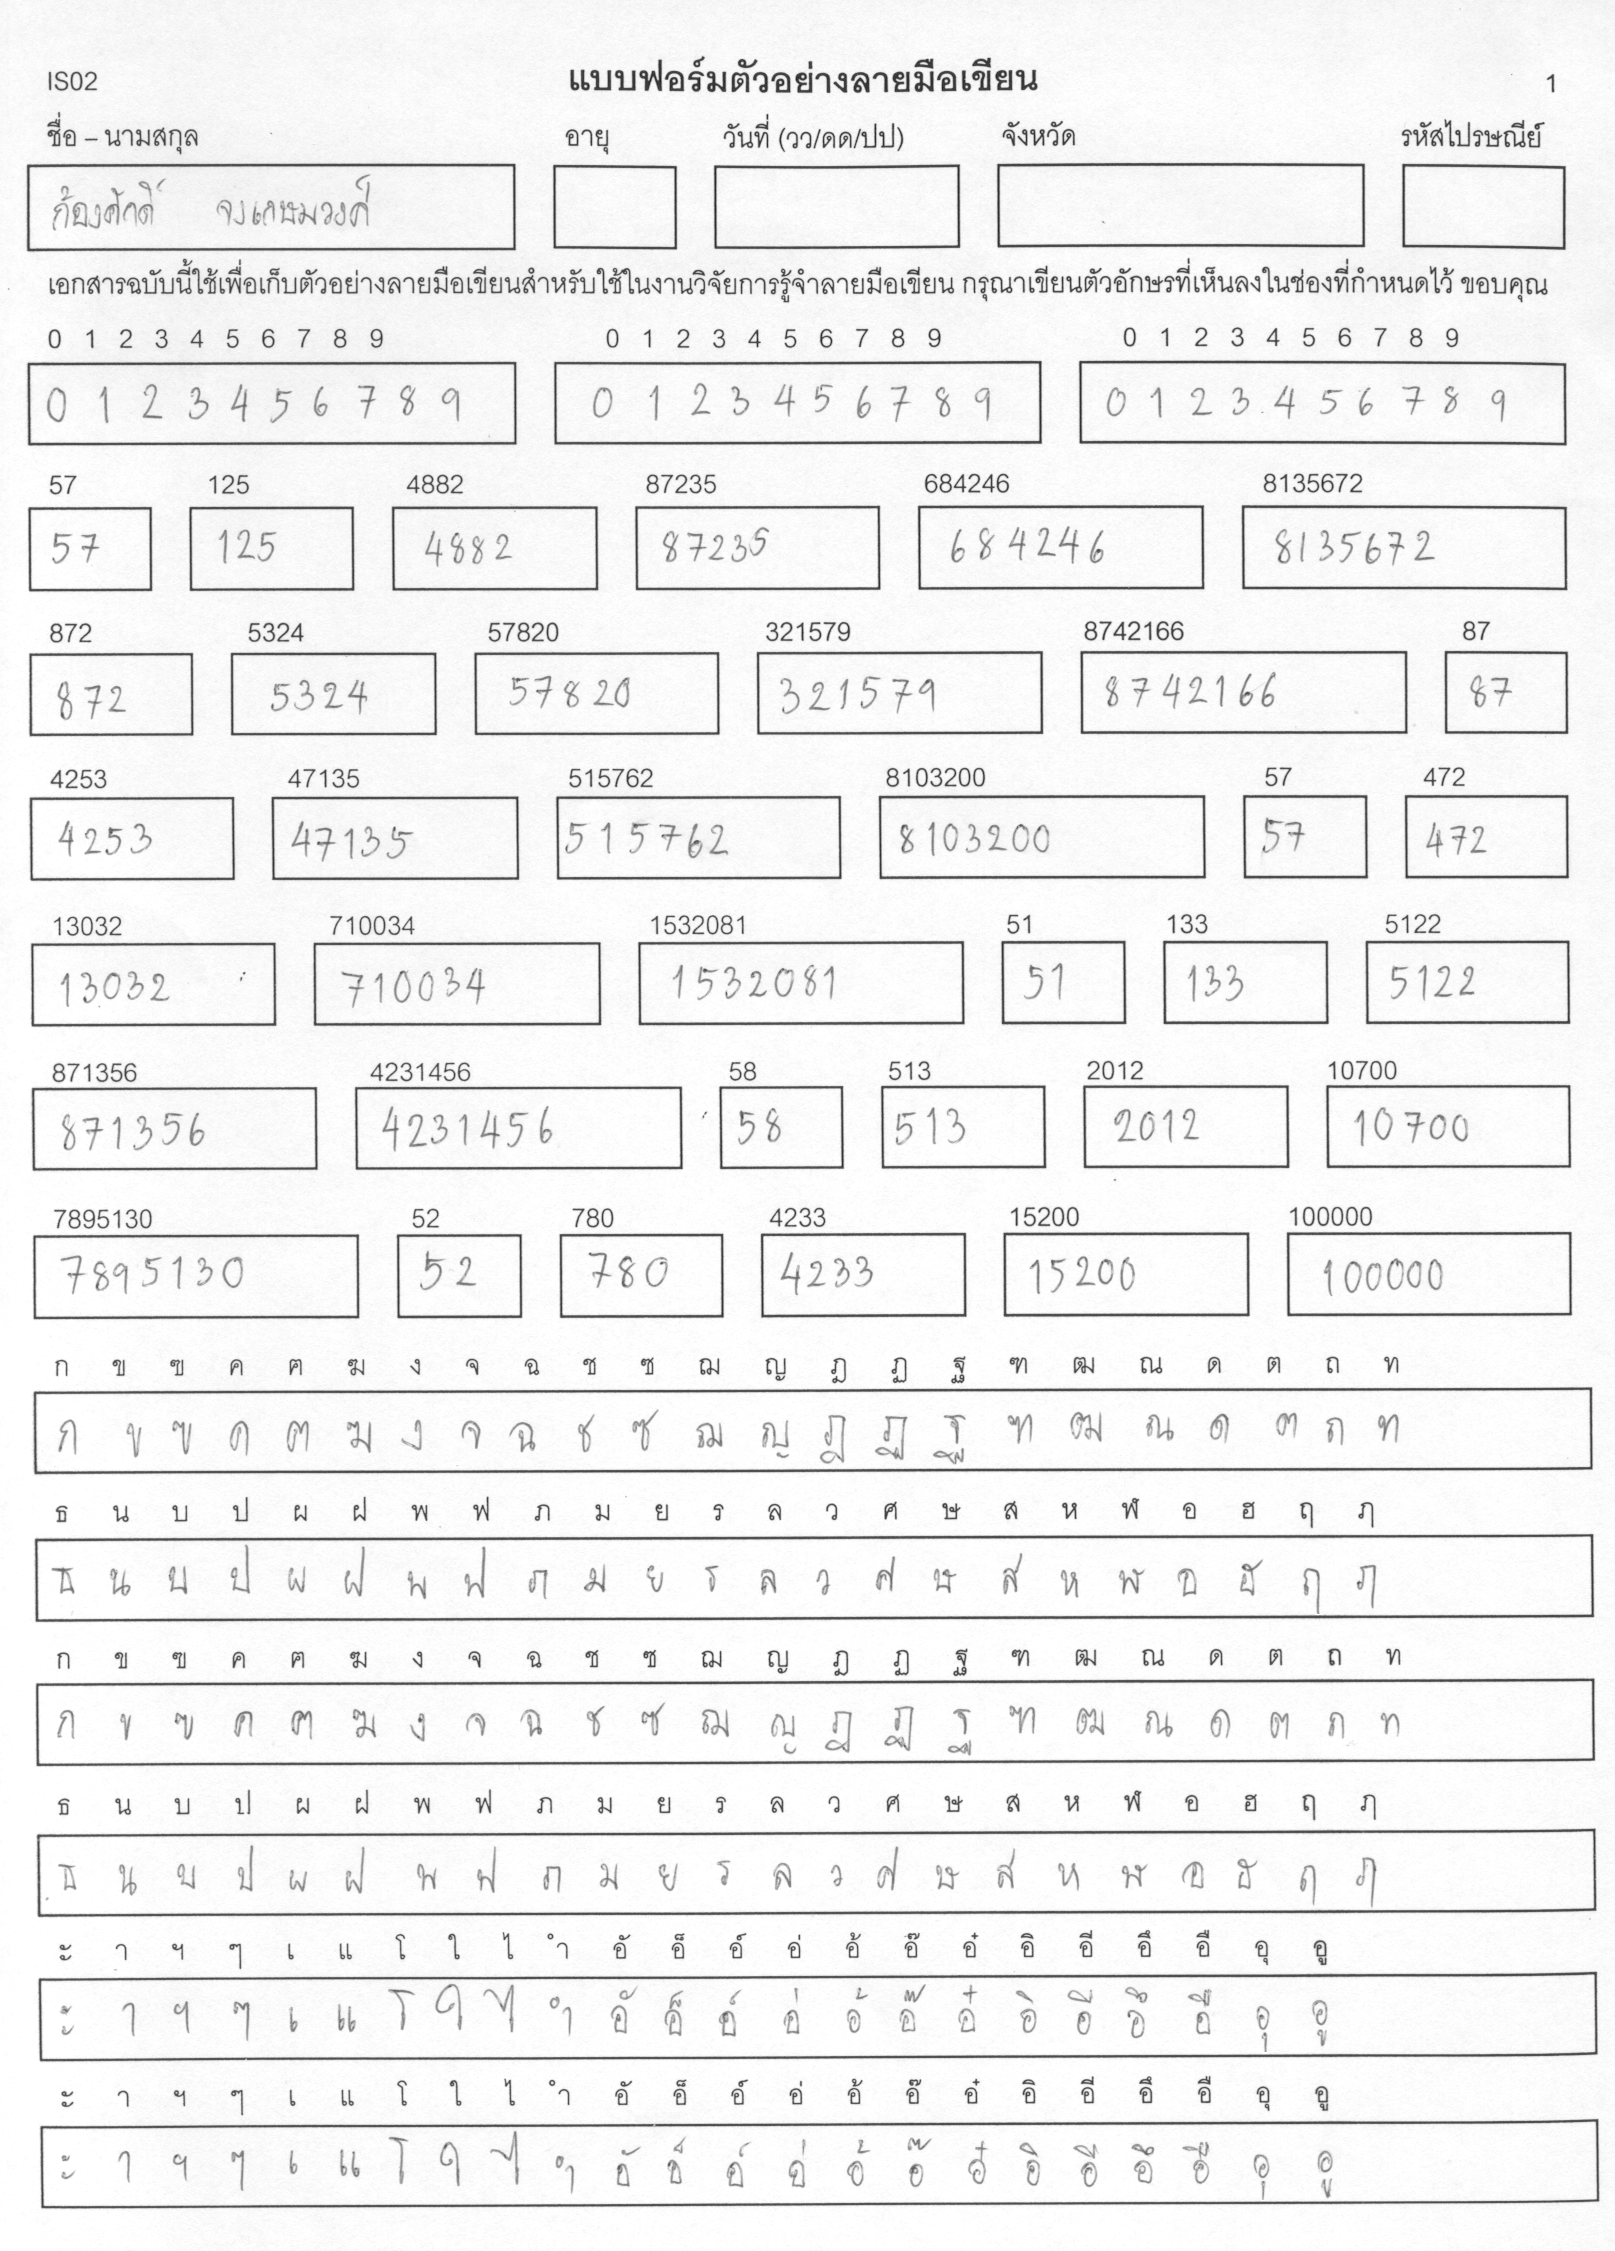 IS02 แบบฟอร์มตัวอย่างลายมือเขียน 1
ชื่อ – นามสกุล อายุ วันที่ (วว/ดด/ปป) จังหวัด รหัสไปรษณีย์
ก้องศักดิ์ จงเกษมวงศ์
เอกสารฉบับนี้ใช้เพื่อเก็บตัวอย่างลายมือเขียนสำหรับใช้ในงานวิจัยการรู้จำลายมือเขียน กรุณาเขียนตัวอักษรที่เห็นลงในช่องที่กำหนดไว้ ขอบคุณ
0 1 2 3 4 5 6 7 8 9 0 1 2 3 4 5 6 7 8 9 0 1 2 3 4 5 6 7 8 9
0 1 2 3 4 5 6 7 8 9 0 1 2 3 4 5 6 7 8 9 0 1 2 3 4 5 6 7 8 9
57 125 4882 87235 684246 8135672
57 125 4882 87235 684246 8135672
872 5324 57820 321579 8742166 87
872 5324 57820 321579 8742166 87
4253 47135 515762 8103200 57 472
4253 47135 515762 8103200 57 472
13032 710034 1532081 51 133 5122
13032 710034 1532081 51 133 5122
871356 4231456 58 513 2012 10700
871356 4231456 58 513 2012 10700
7895130 52 780 4233 15200 100000
7895130 52 780 4233 15200 100000
ก ข ฃ ค ฅ ฆ ง จ ฉ ช ซ ฌ ญ ฎ ฏ ฐ ฑ ฒ ณ ด ต ถ ท
ก ข ฃ ค ฅ ฆ ง จ ฉ ช ซ ฌ ญ ฎ ฏ ฐ ฑ ฒ ณ ด ต ถ ท
ธ น บ ป ผ ฝ พ ฟ ภ ม ย ร ล ว ศ ษ ส ห ฬ อ ฮ ฤ ฦ
ธ น บ ป ผ ฝ พ ฟ ภ ม ย ร ล ว ศ ษ ส ห ฬ อ ฮ ฤ ฦ
ก ข ฃ ค ฅ ฆ ง จ ฉ ช ซ ฌ ญ ฎ ฏ ฐ ฑ ฒ ณ ด ต ถ ท
ก ข ฃ ค ฅ ฆ ง จ ฉ ช ซ ฌ ญ ฎ ฏ ฐ ฑ ฒ ณ ด ต ถ ท
ธ น บ ป ผ ฝ พ ฟ ภ ม ย ร ล ว ศ ษ ส ห ฬ อ ฮ ฤ ฦ
ธ น บ ป ผ ฝ พ ฟ ภ ม ย ร ล ว ศ ษ ส ห ฬ อ ฮ ฤ ฦ
ะ า ฯ ๆ เ แ โ ใ ไ ำ อั อ็ อ์ อ่ อ้ อ๊ อ๋ อิ อี อึ อื อุ อู
ะ า ฯ ๆ เ แ โ ใ ไ ำ อั อ็ อ์ อ่ อ้ อ๊ อ๋ อิ อี อึ อื อุ อู
ะ า ฯ ๆ เ แ โ ใ ไ ำ อั อ็ อ์ อ่ อ้ อ๊ อ๋ อิ อี อึ อื อุ อู
ะ า ฯ ๆ เ แ โ ใ ไ ำ อั อ็ อ์ อ่ อ้ อ๊ อ๋ อิ อี อึ อื อุ อู